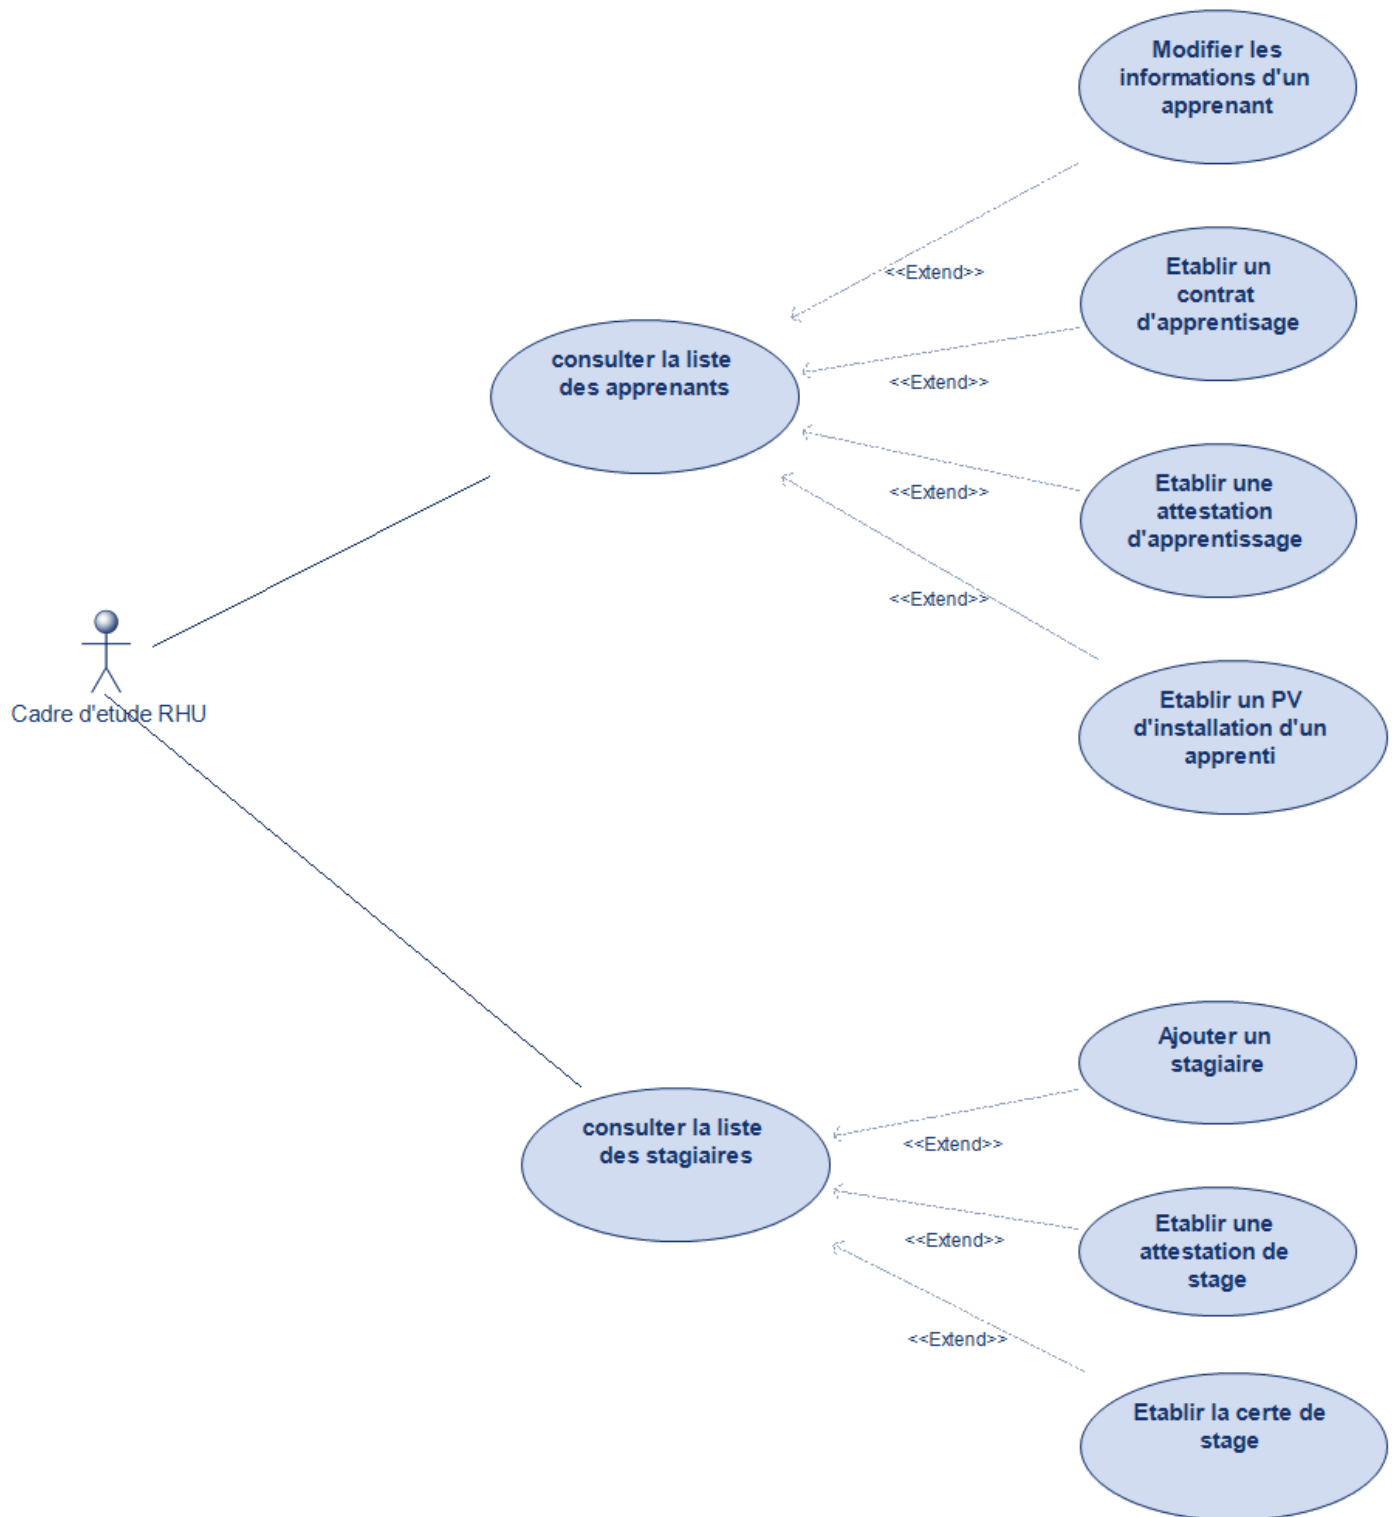 Modifier les
informations d'un
apprenant
<<Extend>>
Etablir un
contrat
d'apprentisage
consulter la liste
des apprenants
<<Extend>>
Etablir une
attestation
d'apprentissage
<<Extend>>
<<Extend>>
Etablir un PV
d'installation d'un
apprenti
Cadre d'etude RHU
Ajouter un
stagiaire
consulter la liste
des stagiaires
<<Extend>>
Etablir une
attestation de
stage
<<Extend>>
<<Extend>>
Etablir la certe de
stage